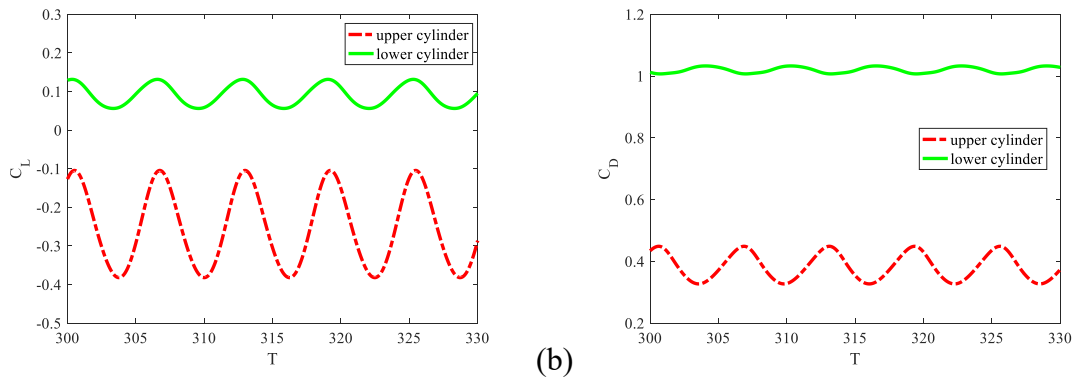 0.3
0.2
0.1
0
-0.1
-0.2
-0.3
-0.4
-0.5
C_L
upper cylinder
lower cylinder
300 305 310 315 320 325 330
T
(b)
1.2
1
0.8
0.6
0.4
0.2
C_D
upper cylinder
lower cylinder
300 305 310 315 320 325 330
T